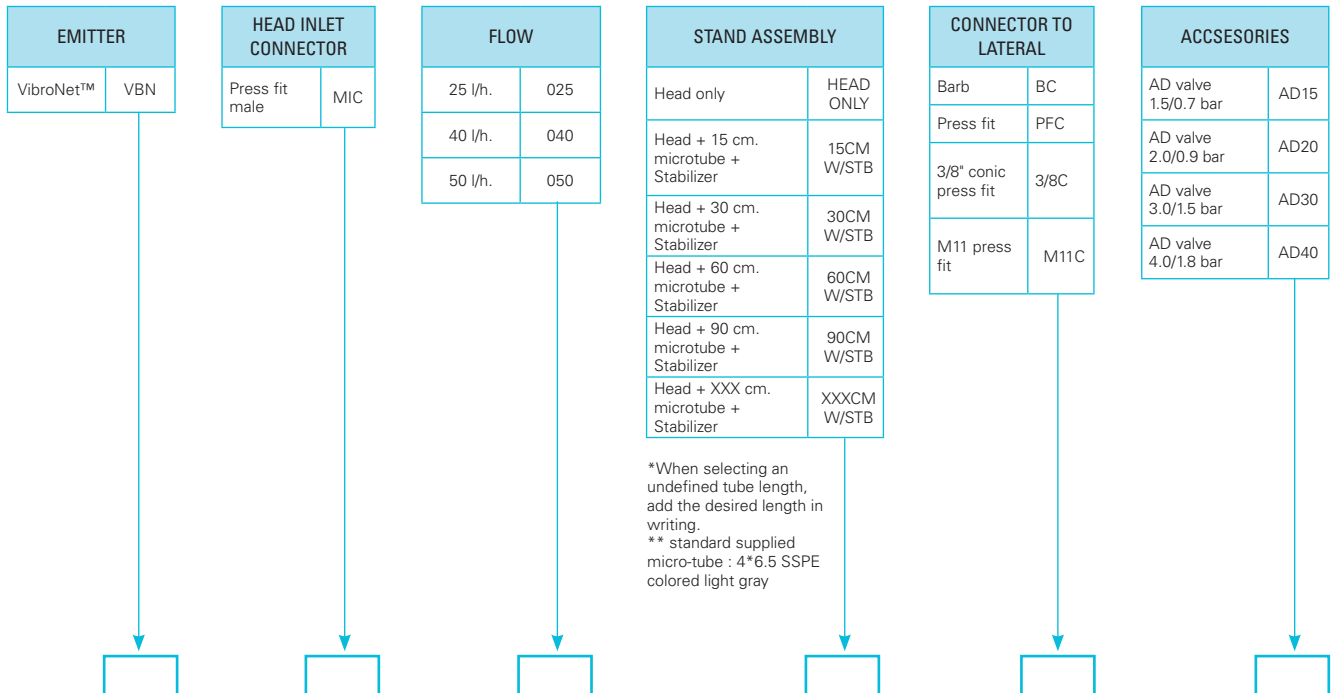 EMITTER
VibroNet™ VBN
HEAD INLET
CONNECTOR
Press fit
male
MIC
FLOW
25 l/h. 025
40 l/h. 040
50 l/h. 050
STAND ASSEMBLY
Head only
HEAD
ONLY
Head + 15 cm.
microtube +
Stabilizer
15CM
W/STB
Head + 30 cm.
microtube +
Stabilizer
30CM
W/STB
Head + 60 cm.
microtube +
Stabilizer
60CM
W/STB
Head + 90 cm.
microtube +
Stabilizer
90CM
W/STB
Head + XXX cm.
microtube +
Stabilizer
XXXCM
W/STB
*When selecting an
undefined tube length,
add the desired length in
writing.
** standard supplied
micro-tube : 4*6.5 SSPE
colored light gray
CONNECTOR TO
LATERAL
Barb BC
Press fit PFC
3/8" conic
press fit
3/8C
M11 press
fit
M11C
ACCSESORIES
AD valve
1.5/0.7 bar
AD15
AD valve
2.0/0.9 bar
AD20
AD valve
3.0/1.5 bar
AD30
AD valve
4.0/1.8 bar
AD40